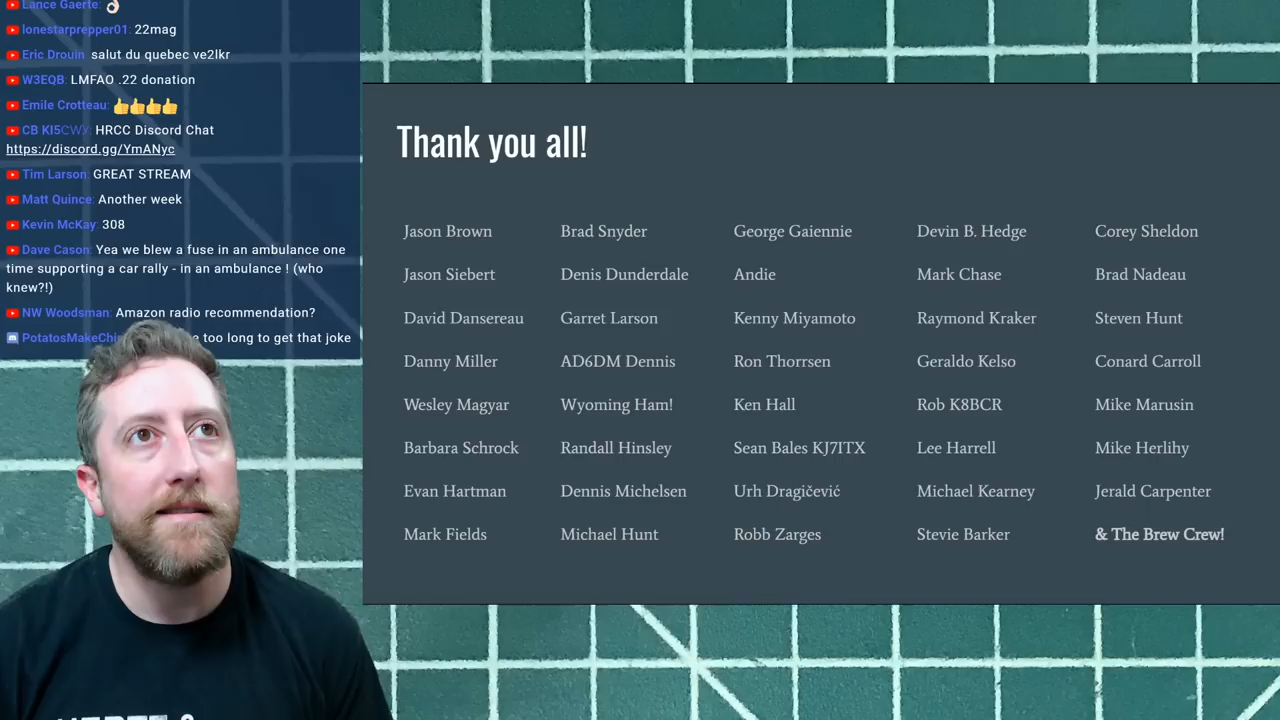 Lance Gaerte: 👌🏻
lonestarprepper01: 22mag
Eric Drouin: salut du quebec ve2lkr
W3EQB: LMFAO .22 donation
Emile Crotteau: 👍👍👍👍
CB KI5CWX: HRCC Discord Chat
https://discord.gg/YmANyc
Tim Larson: GREAT STREAM
Matt Quince: Another week
Kevin McKay: 308
Dave Cason: Yea we blew a fuse in an ambulance one
time supporting a car rally - in an ambulance ! (who
knew?!)
NW Woodsman: Amazon radio recommendation?
too long to get that joke
Thank you all!
Jason Brown Brad Snyder George Gaiennie Devin B. Hedge Corey Sheldon
Jason Siebert Denis Dunderdale Andie Mark Chase Brad Nadeau
David Dansereau Garret Larson Kenny Miyamoto Raymond Kraker Steven Hunt
Danny Miller AD6DM Dennis Ron Thorrsen Geraldo Kelso Conard Carroll
Wesley Magyar Wyoming Ham! Ken Hall Rob K8BCR Mike Marusin
Barbara Schrock Randall Hinsley Sean Bales KJ7ITX Lee Harrell Mike Herlihy
Evan Hartman Dennis Michelsen Urh Dragičević Michael Kearney Jerald Carpenter
Mark Fields Michael Hunt Robb Zarges Stevie Barker & The Brew Crew!